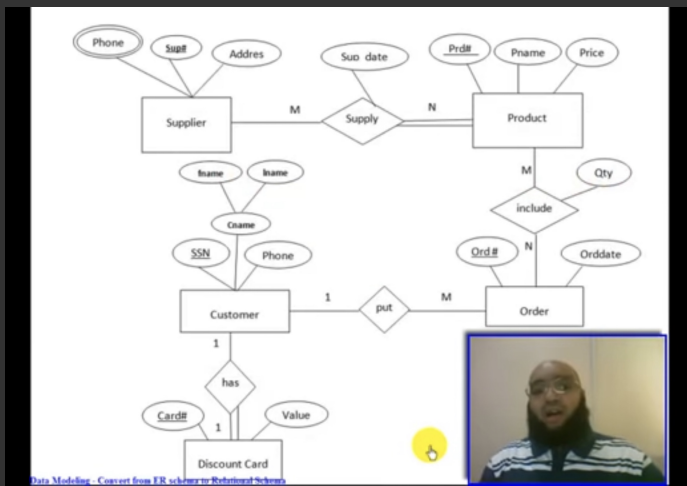 Phone
Sup#
Addres
Sup date
Prd#
Pname
Price
Supplier
M
Supply
N
Product
fname
lname
M
Qty
Cname
include
SSN
Phone
Ord #
N
Orddate
Customer
1
put
M
Order
1
has
Card#
Value
1
Discount Card
Data Modeling - Convert from ER schema to Relational Schema